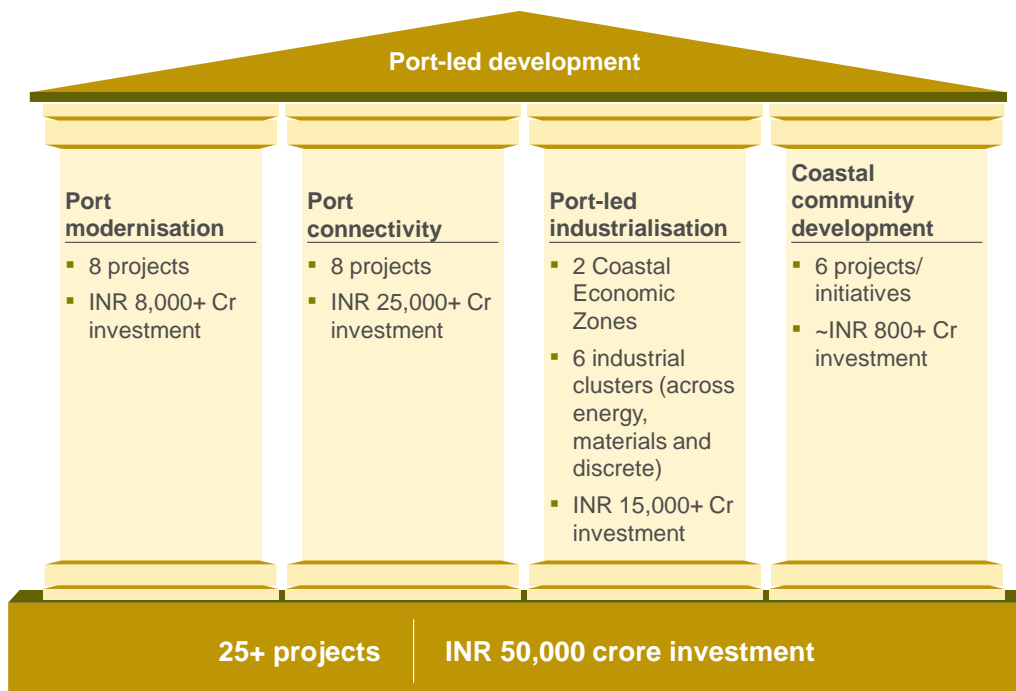 Port-led development
Port
modernisation
▪ 8 projects
▪ INR 8,000+ Cr
investment
Port
connectivity
▪ 8 projects
▪ INR 25,000+ Cr
investment
Port-led
industrialisation
▪ 2 Coastal
Economic
Zones
▪ 6 industrial
clusters (across
energy,
materials and
discrete)
▪ INR 15,000+ Cr
investment
Coastal
community
development
▪ 6 projects/
initiatives
▪ ~INR 800+ Cr
investment
25+ projects
INR 50,000 crore investment